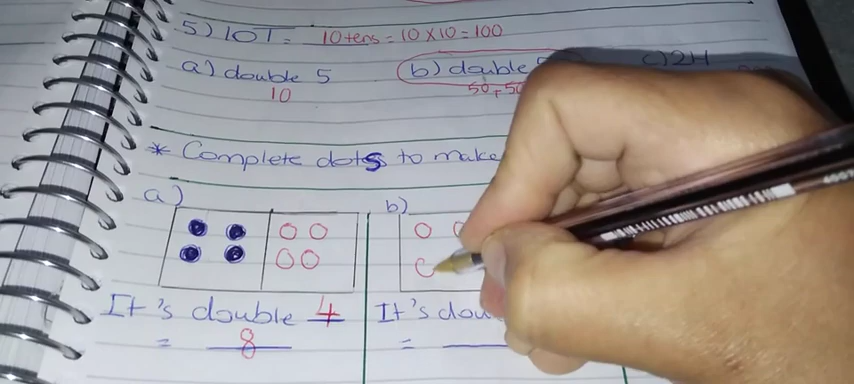 5) 10T = 10 tens = 10 × 10 = 100
a) double 5 b) double c) 2H
10 50+50
* Complete dots to make
a) b)
It's double 4 It's dou
= 8 =